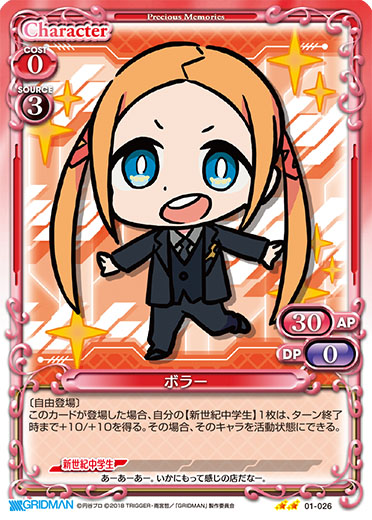 Precious Memories
Character
COST
0
SOURCE
3
30 AP
DP 0
ボラー
〔自由登場〕
このカードが登場した場合、自分の【新世紀中学生】1枚は、ターン終了
時まで+10/+10を得る。その場合、そのキャラを活動状態にできる。
新世紀中学生
あーあーあー。いかにもって感じの店だなー。
GRIDMAN
©円谷プロ ©2018 TRIGGER・雨宮哲/「GRIDMAN」製作委員会
01-026